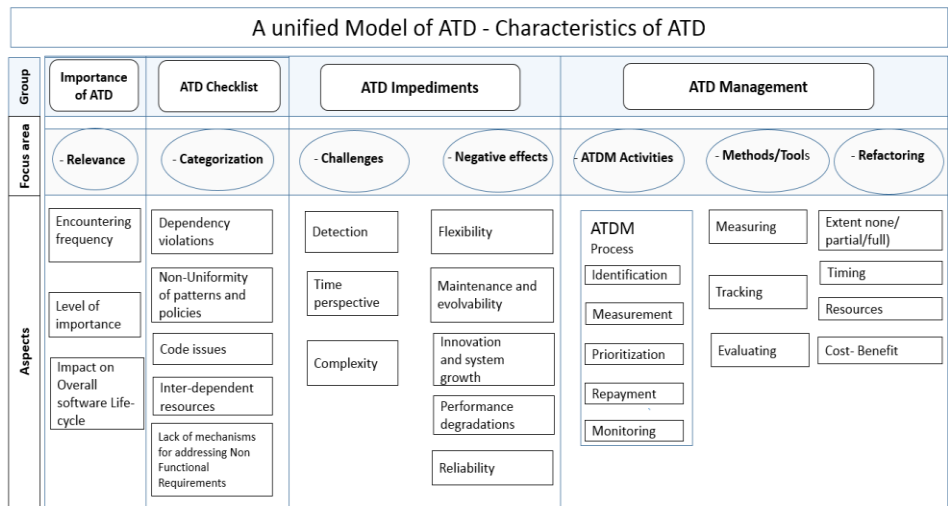 A unified Model of ATD - Characteristics of ATD
Group
Importance
of ATD
ATD Checklist
ATD Impediments
ATD Management
Focus area
- Relevance
- Categorization
- Challenges
- Negative effects
- ATDM Activities
- Methods/Tools
- Refactoring
Aspects
Encountering
frequency
Level of
importance
Impact on
Overall
software Life-
cycle
Dependency
violations
Non-Uniformity
of patterns and
policies
Code issues
Inter-dependent
resources
Lack of mechanisms
for addressing Non
Functional
Requirements
Detection
Time
perspective
Complexity
Flexibility
Maintenance and
evolvability
Innovation
and system
growth
Performance
degradations
Reliability
ATDM
Process
Identification
Measurement
Prioritization
Repayment
Monitoring
Measuring
Tracking
Evaluating
Extent none/
partial/full)
Timing
Resources
Cost- Benefit